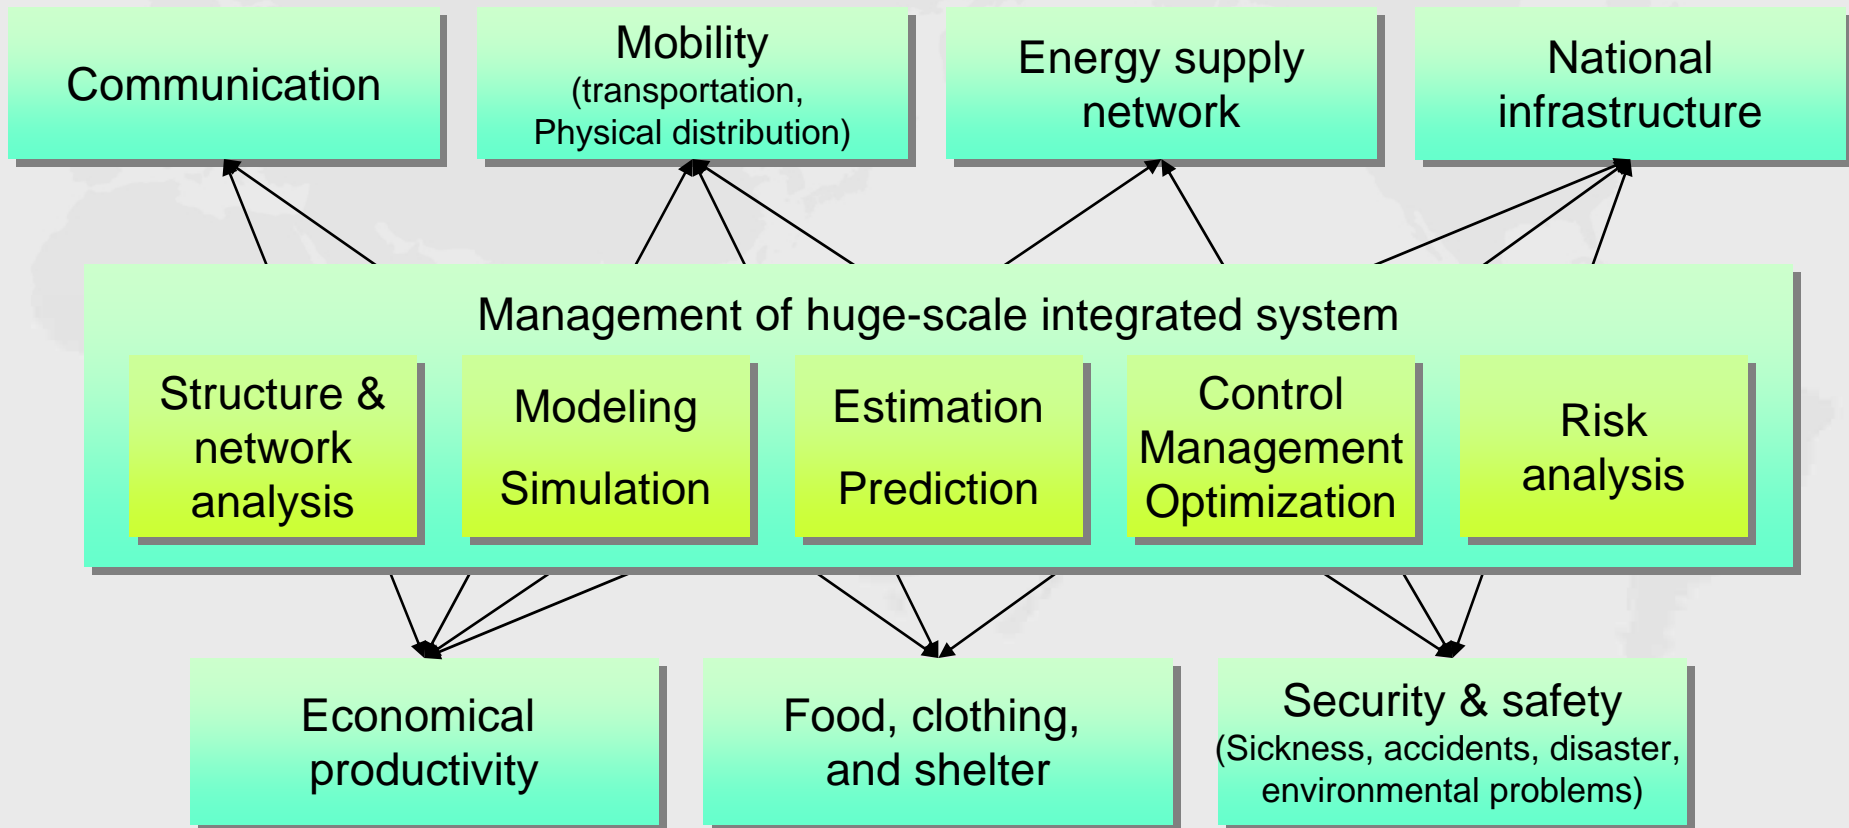 Communication
Mobility
(transportation,
Physical distribution)
Energy supply
network
National
infrastructure
Management of huge-scale integrated system
Structure &
network
analysis
Modeling
Simulation
Estimation
Prediction
Control
Management
Optimization
Risk
analysis
Economical
productivity
Food, clothing,
and shelter
Security & safety
(Sickness, accidents, disaster,
environmental problems)